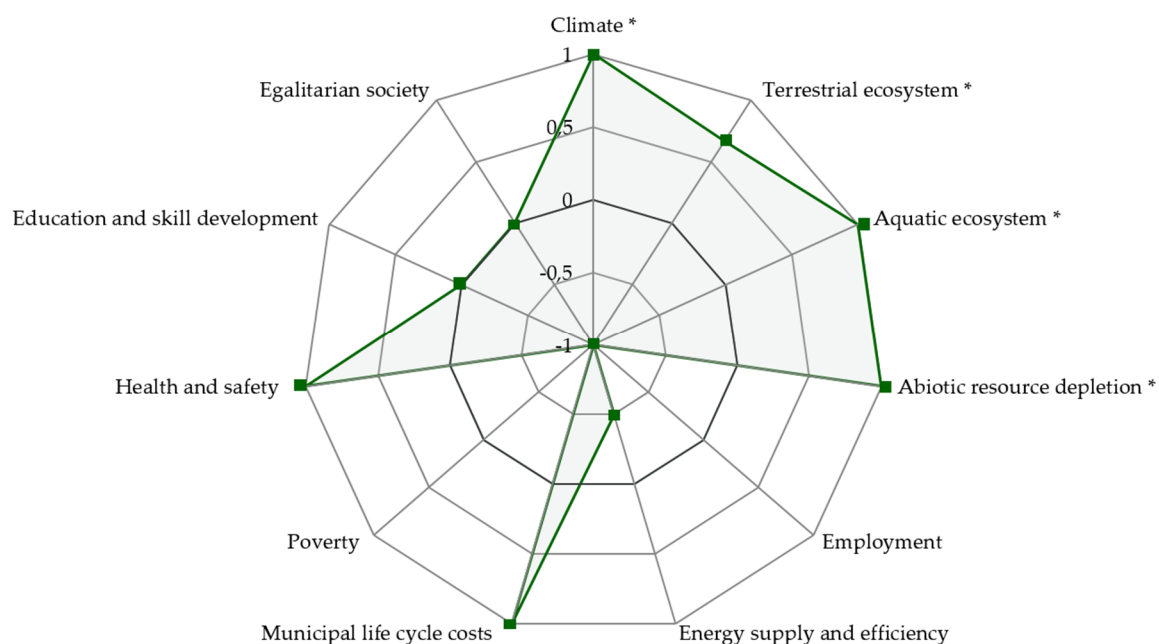 Climate *
1
Egalitarian society
Terrestrial ecosystem *
0,5
0
Education and skill development
Aquatic ecosystem *
-0,5
-1
Health and safety
Abiotic resource depletion *
Poverty
Employment
Municipal life cycle costs
Energy supply and efficiency